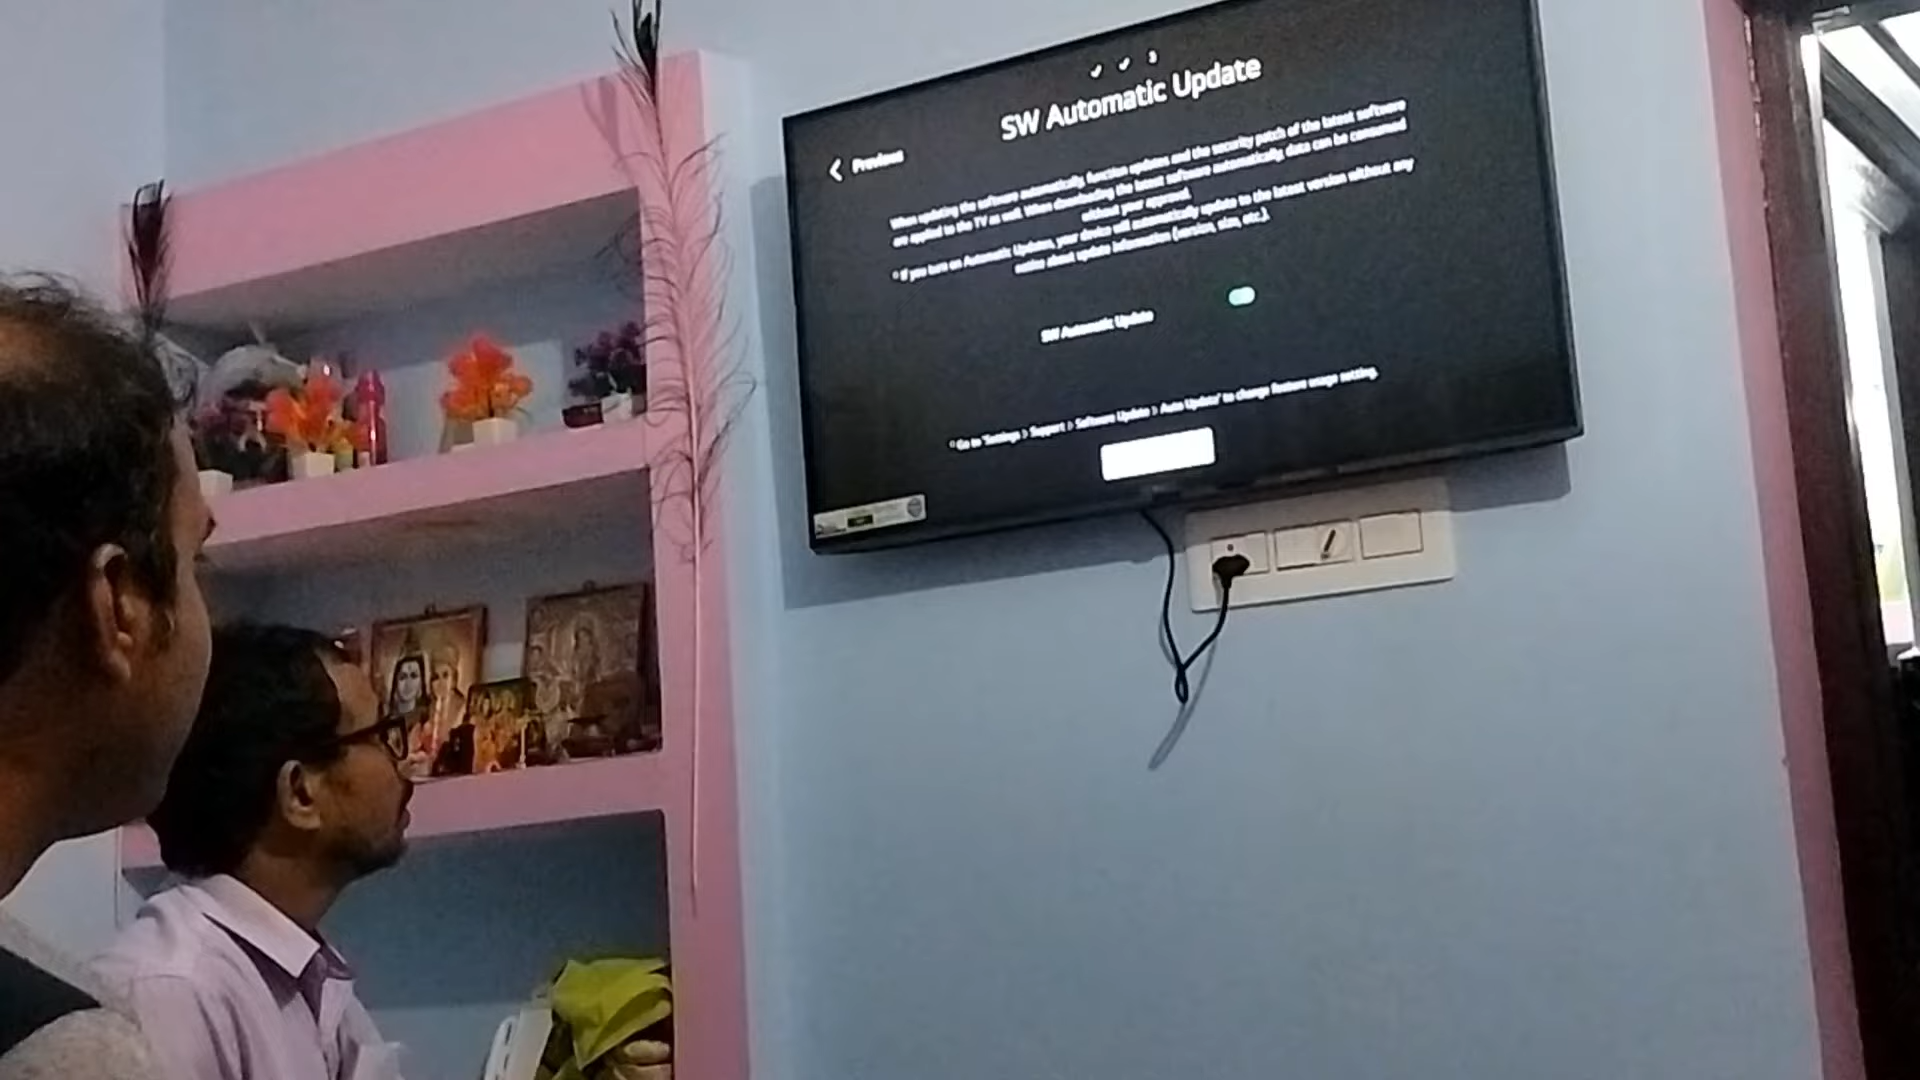 3
SW Automatic Update
Previous
When updating the software automatically, function updates and the security patch of the latest software
are applied to the TV as well. When downloading the latest software automatically, data can be consumed
without your approval.
* If you turn on Automatic Updates, your device will automatically update to the latest version without any
notice about update information (version, size, etc.).
SW Automatic Update
* Go to 'Settings > Support > Software Update > Auto Update' to change feature usage setting.